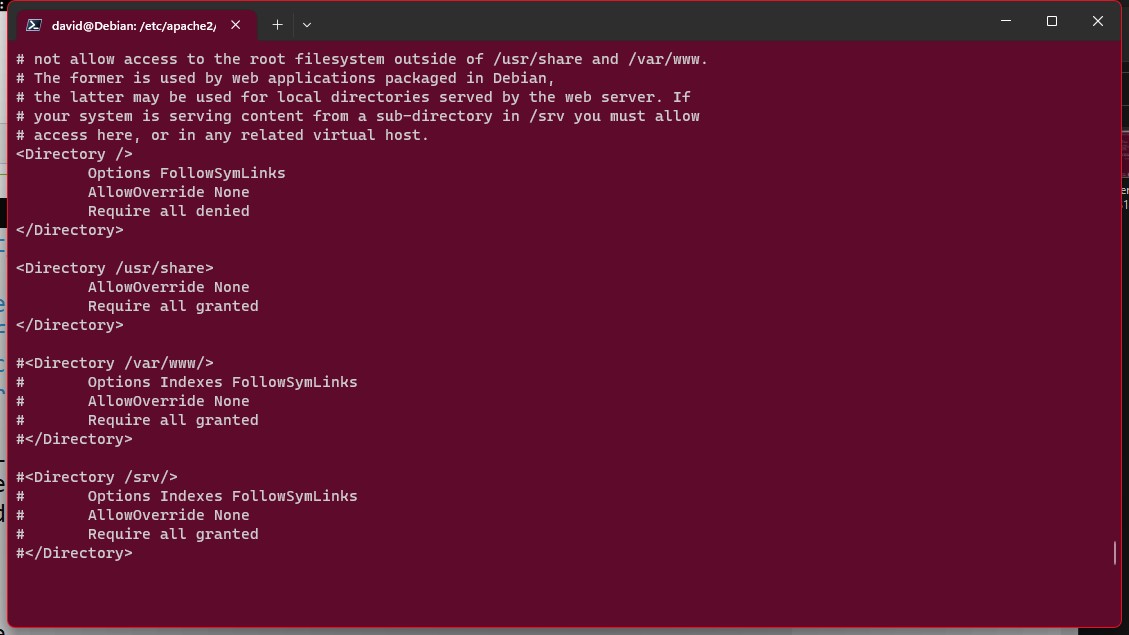 david@Debian: /etc/apache2/
# not allow access to the root filesystem outside of /usr/share and /var/www.
# The former is used by web applications packaged in Debian,
# the latter may be used for local directories served by the web server. If
# your system is serving content from a sub-directory in /srv you must allow
# access here, or in any related virtual host.
<Directory />
        Options FollowSymLinks
        AllowOverride None
        Require all denied
</Directory>

<Directory /usr/share>
        AllowOverride None
        Require all granted
</Directory>

#<Directory /var/www/>
#       Options Indexes FollowSymLinks
#       AllowOverride None
#       Require all granted
#</Directory>

#<Directory /srv/>
#       Options Indexes FollowSymLinks
#       AllowOverride None
#       Require all granted
#</Directory>